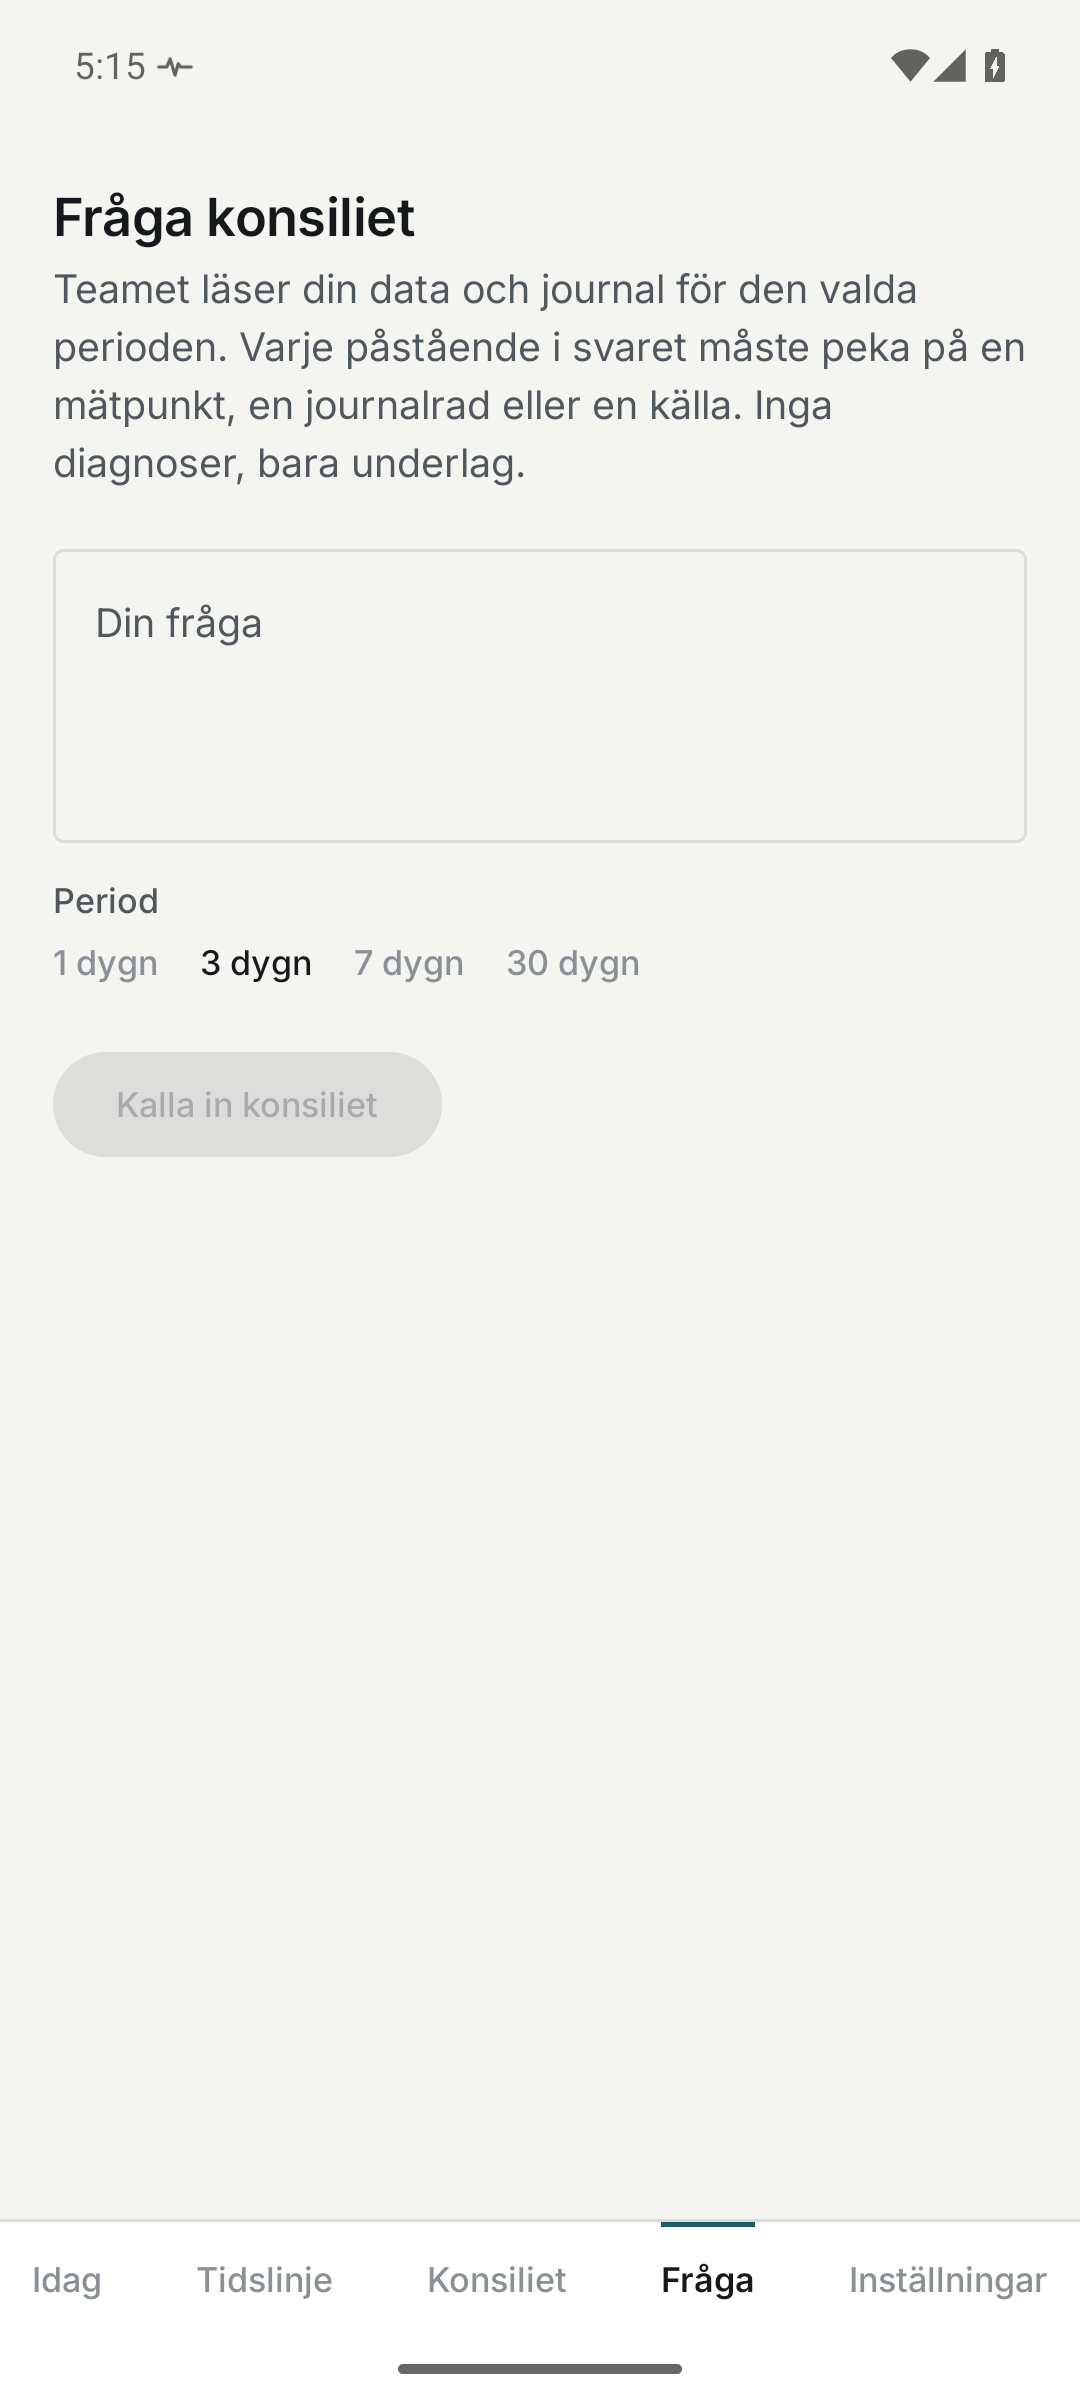 5:15
Fråga konsiliet
Teamet läser din data och journal för den valda
perioden. Varje påstående i svaret måste peka på en
mätpunkt, en journalrad eller en källa. Inga
diagnoser, bara underlag.
Din fråga
Period
1 dygn 3 dygn 7 dygn 30 dygn
Kalla in konsiliet
Idag Tidslinje Konsiliet Fråga Inställningar